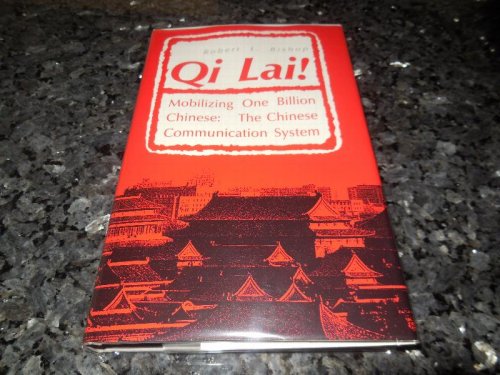 Robert L. Bishop
Qi Lai!
Mobilizing One Billion
Chinese: The Chinese
Communication System